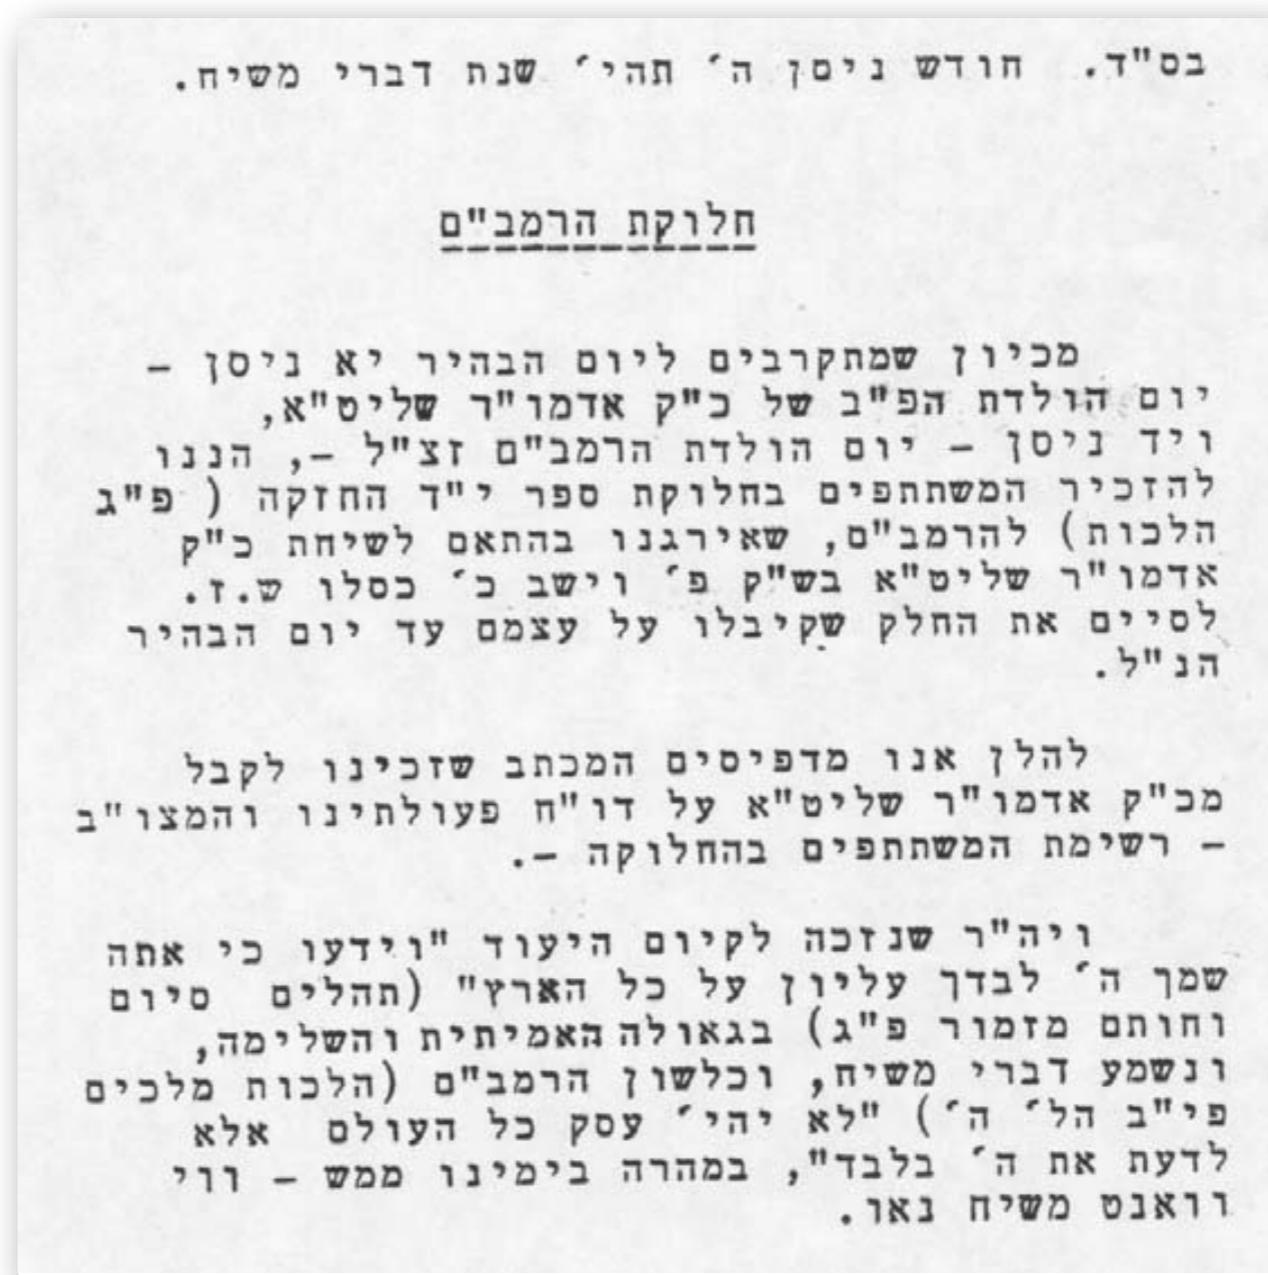 בס"ד. חודש ניסן ה׳ תהי׳ שנת דברי משיח.
חלוקת הרמב"ם
מכיון שמתקרבים ליום הבהיר יא ניסן –
יום הולדת הפ"ב של כ"ק אדמו"ר שליט"א,
ויד ניסן – יום הולדת הרמב"ם זצ"ל –, הננו
להזכיר המשתתפים בחלוקת ספר י"ד החזקה ( פ"ג
הלכות) להרמב"ם, שאירגנו בהתאם לשיחת כ"ק
אדמו"ר שליט"א בש"ק פ׳ וישב כ׳ כסלו ש.ז.
לסיים את החלק שקיבלו על עצמם עד יום הבהיר
הנ"ל.
להלן אנו מדפיסים המכתב שזכינו לקבל
מכ"ק אדמו"ר שליט"א על דו"ח פעולתינו והמצו"ב
– רשימת המשתתפים בהחלוקה –.
ויה"ר שנזכה לקיום היעוד "וידעו כי אתה
שמך ה׳ לבדך עליון על כל הארץ" (תהלים סיום
וחותם מזמור פ"ג) בגאולה האמיתית והשלימה,
ונשמע דברי משיח, וכלשון הרמב"ם (הלכות מלכים
פי"ב הל׳ ה׳) "לא יהי׳ עסק כל העולם אלא
לדעת את ה׳ בלבד", במהרה בימינו ממש – ווי
וואנט משיח נאו.